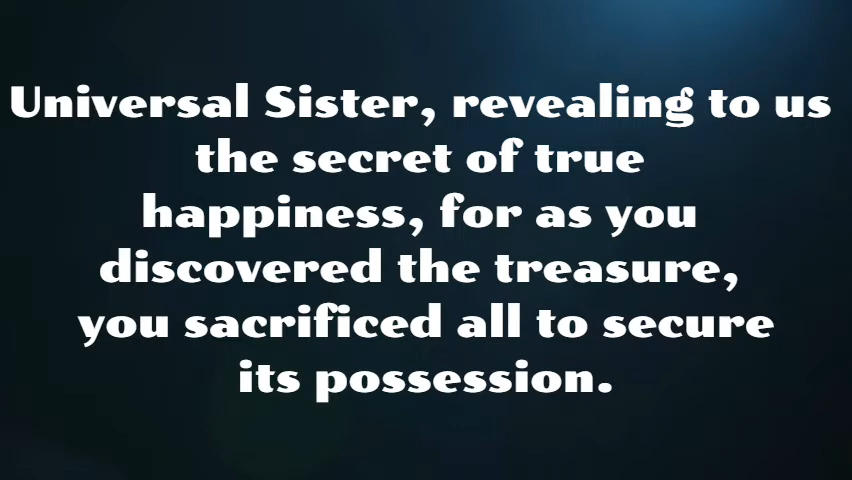 Universal Sister, revealing to us
the secret of true
happiness, for as you
discovered the treasure,
you sacrificed all to secure
its possession.